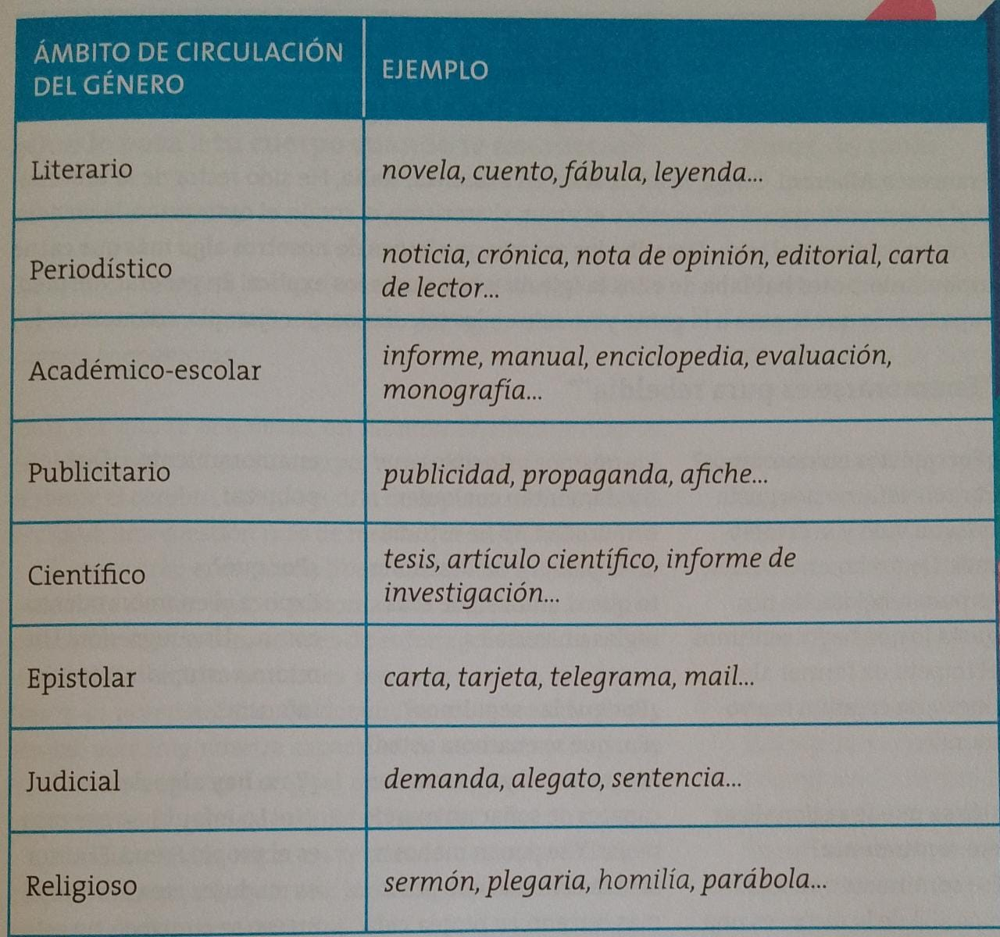 ÁMBITO DE CIRCULACIÓN
DEL GÉNERO
EJEMPLO
Literario
novela, cuento, fábula, leyenda...
Periodístico
noticia, crónica, nota de opinión, editorial, carta
de lector...
Académico-escolar
informe, manual, enciclopedia, evaluación,
monografía...
Publicitario
publicidad, propaganda, afiche...
Científico
tesis, artículo científico, informe de
investigación...
Epistolar
carta, tarjeta, telegrama, mail...
Judicial
demanda, alegato, sentencia...
Religioso
sermón, plegaria, homilía, parábola...